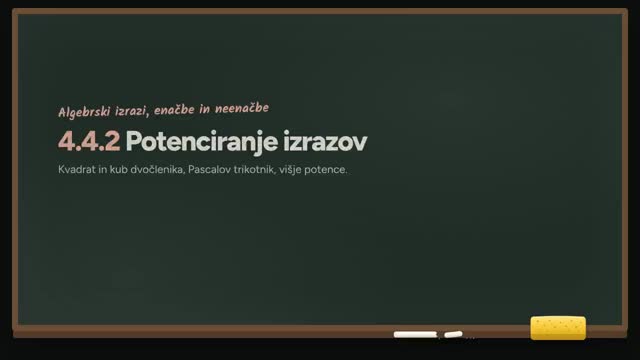 Algebrski izrazi, enačbe in neenačbe
4.4.2 Potenciranje izrazov
Kvadrat in kub dvočlenika, Pascalov trikotnik, višje potence.